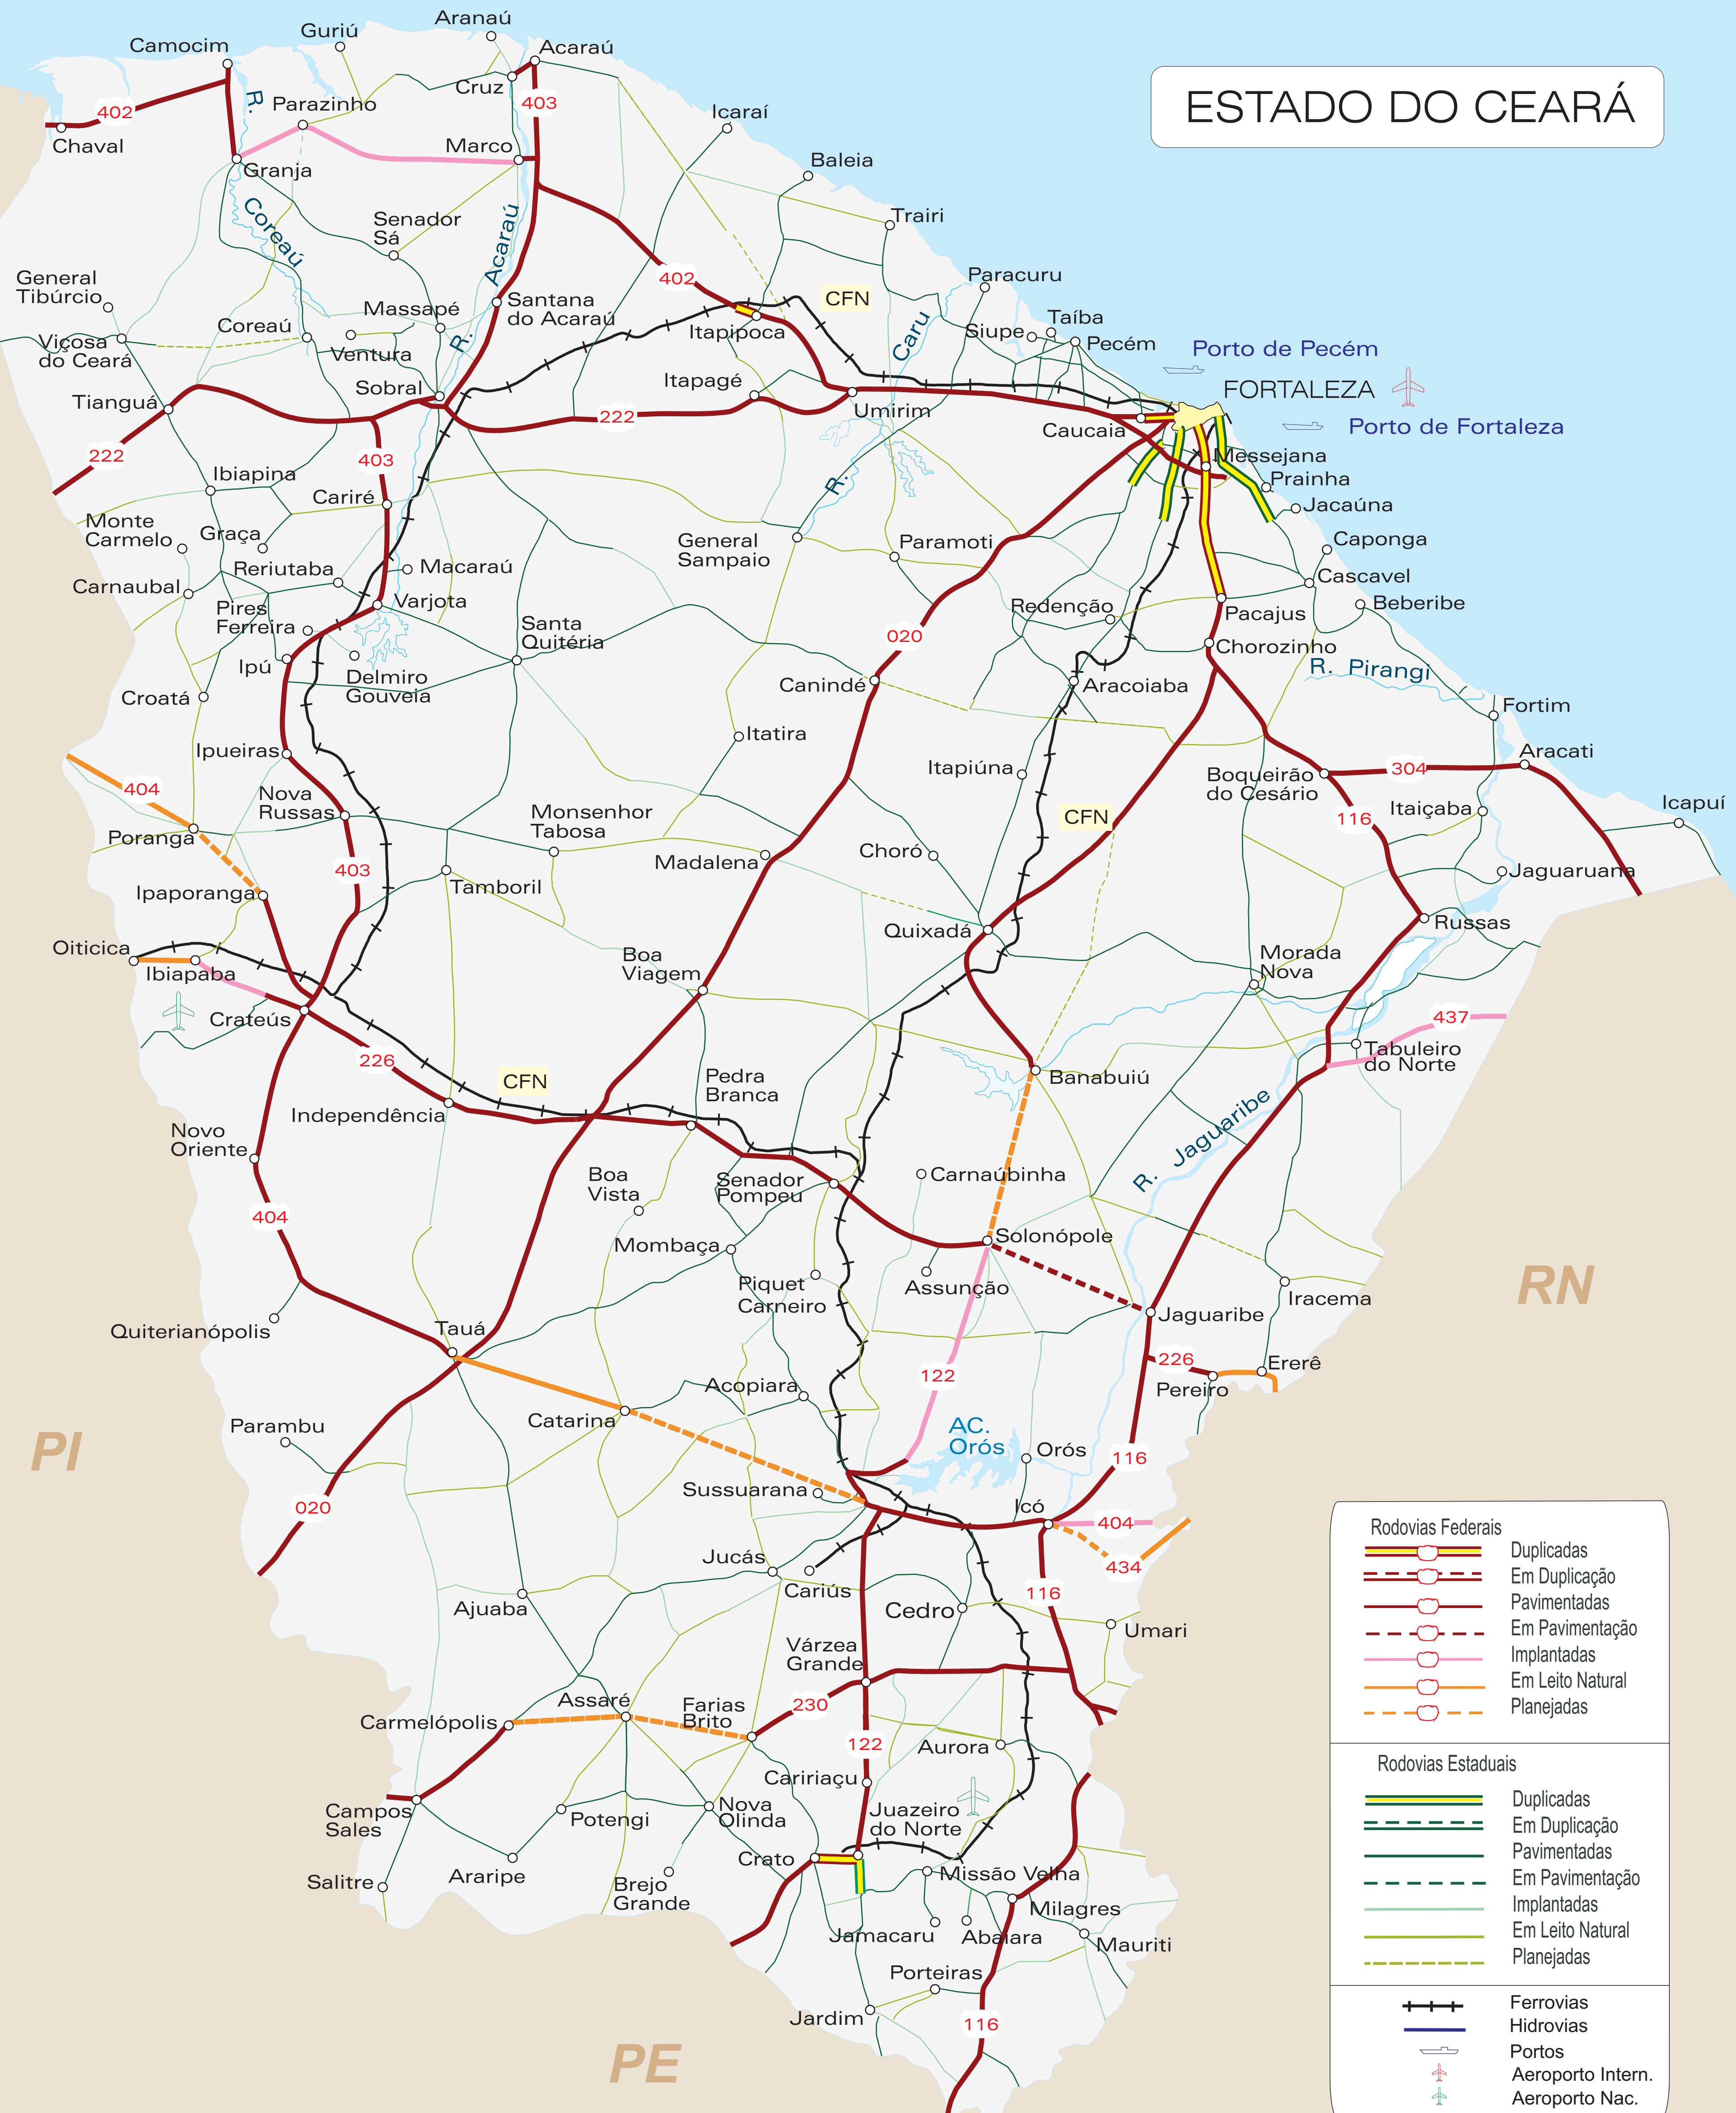 ESTADO DO CEARÁ
Aranaú
Guriú
Camocim
Acaraú
Cruz
402
R.
Parazinho
403
Icaraí
Chaval
Marco
Granja
Baleia
Coreaú
Senador
Sá
Acaraú
R.
Trairi
General
Tibúrcio
402
Paracuru
CFN
Massapé
Santana
do Acaraú
Coreaú
Ventura
Viçosa
do Ceará
Itapipoca
Caru
R.
Siupe
Taíba
Pecém
Porto de Pecém
FORTALEZA
Porto de Fortaleza
Sobral
Itapagé
Tianguá
222
Umirim
Caucaia
222
403
Messejana
Ibiapina
Prainha
Cariré
Jacaúna
Monte
Carmelo
Graça
General
Sampaio
Paramoti
Caponga
Reriutaba
Macaraú
Cascavel
Carnaubal
Varjota
Redenção
Pacajus
Beberibe
Pires
Ferreira
Santa
Quitéria
020
Chorozinho
Ipú
Delmiro
Gouveia
R. Pirangi
Croatá
Canindé
Aracoiaba
Fortim
Ipueiras
Itatira
Aracati
404
Itapiúna
Boqueirão
do Cesário
304
Nova
Russas
Monsenhor
Tabosa
CFN
116
Itaiçaba
Icapuí
Poranga
403
Madalena
Choró
Ipaporanga
Tamboril
Jaguaruana
Quixadá
Russas
Oiticica
Ibiapaba
Boa
Viagem
Morada
Nova
Crateús
437
226
Tabuleiro
do Norte
CFN
Pedra
Branca
Banabuiú
Independência
R. Jaguaribe
Novo
Oriente
Boa
Vista
Senador
Pompeu
Carnaúbinha
404
Mombaça
Solonópole
Piquet
Carneiro
Assunção
RN
Iracema
Quiterianópolis
Tauá
Jaguaribe
226
Ererê
122
Pereiro
Acopiara
Catarina
Parambu
PI
AC.
Orós
Orós
116
020
Sussuarana
Icó
404
434
Jucás
Cariús
116
Ajuaba
Cedro
Umari
Várzea
Grande
Assaré
Farias
Brito
230
Carmelópolis
122
Aurora
Caririaçu
Campos
Sales
Potengi
Nova
Olinda
Juazeiro
do Norte
Crato
Araripe
Missão Velha
Salitre
Brejo
Grande
Milagres
Jamacaru
Abaiara
Mauriti
Porteiras
Jardim
116
PE
Rodovias Federais
Duplicadas
Em Duplicação
Pavimentadas
Em Pavimentação
Implantadas
Em Leito Natural
Planejadas
Rodovias Estaduais
Duplicadas
Em Duplicação
Pavimentadas
Em Pavimentação
Implantadas
Em Leito Natural
Planejadas
Ferrovias
Hidrovias
Portos
Aeroporto Intern.
Aeroporto Nac.